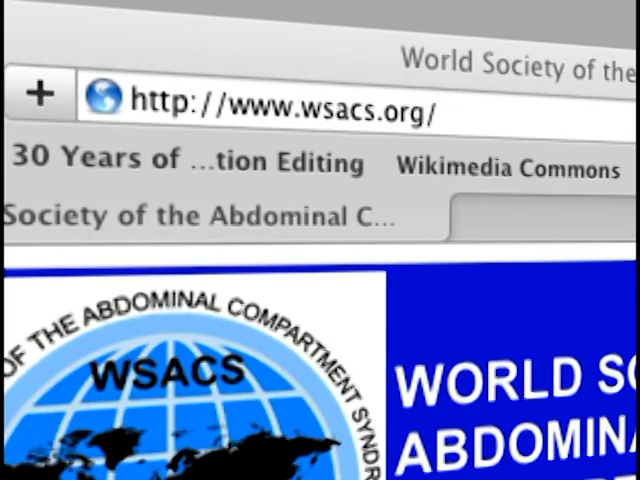 World Society of the
+
http://www.wsacs.org/
30 Years of ...tion Editing Wikimedia Commons
Society of the Abdominal C...
OF THE ABDOMINAL COMPARTMENT SYNDR
WSACS
WORLD SO
ABDOMINA